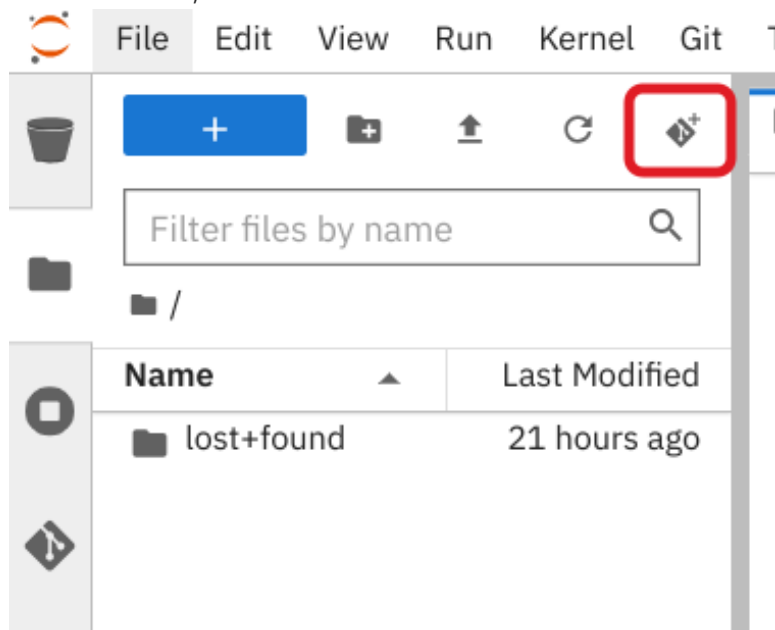 File Edit View Run Kernel Git
+
Filter files by name
/
Name Last Modified
lost+found 21 hours ago